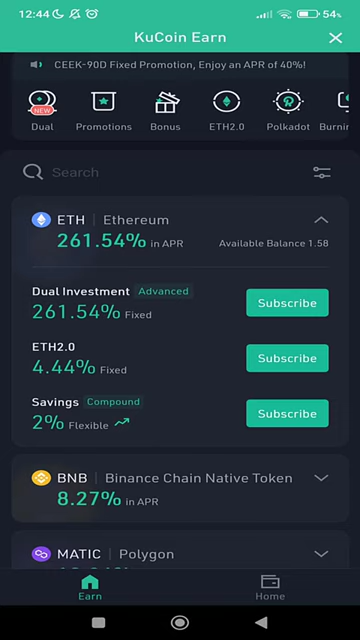 12:44
54%
KuCoin Earn
CEEK-90D Fixed Promotion, Enjoy an APR of 40%!
NEW
Dual Promotions Bonus ETH2.0 Polkadot
Search
ETH | Ethereum
261.54% in APR Available Balance 1.58
Dual Investment Advanced
261.54% Fixed Subscribe
ETH2.0
4.44% Fixed Subscribe
Savings Compound
2% Flexible Subscribe
BNB | Binance Chain Native Token
8.27% in APR
MATIC | Polygon
Earn Home